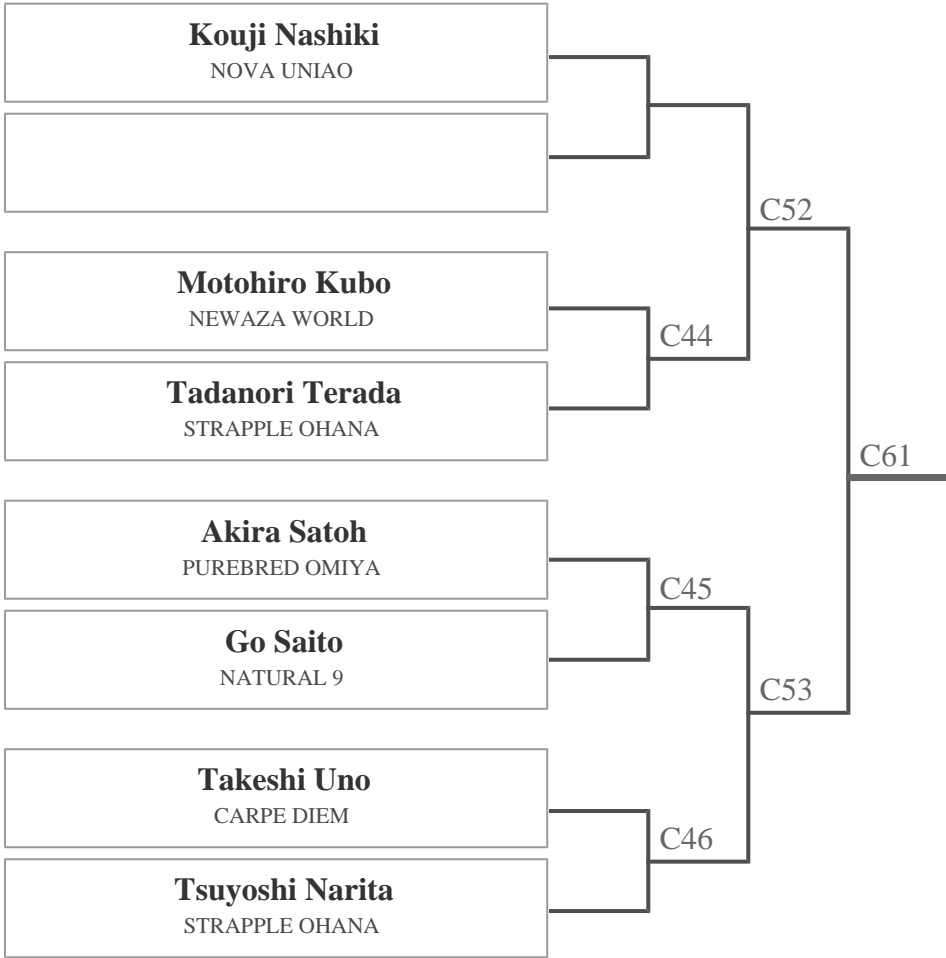 Kouji Nashiki
NOVA UNIAO
C52
Motohiro Kubo
NEWAZA WORLD
C44
Tadanori Terada
STRAPPLE OHANA
C61
Akira Satoh
PUREBRED OMIYA
C45
Go Saito
NATURAL 9
C53
Takeshi Uno
CARPE DIEM
C46
Tsuyoshi Narita
STRAPPLE OHANA